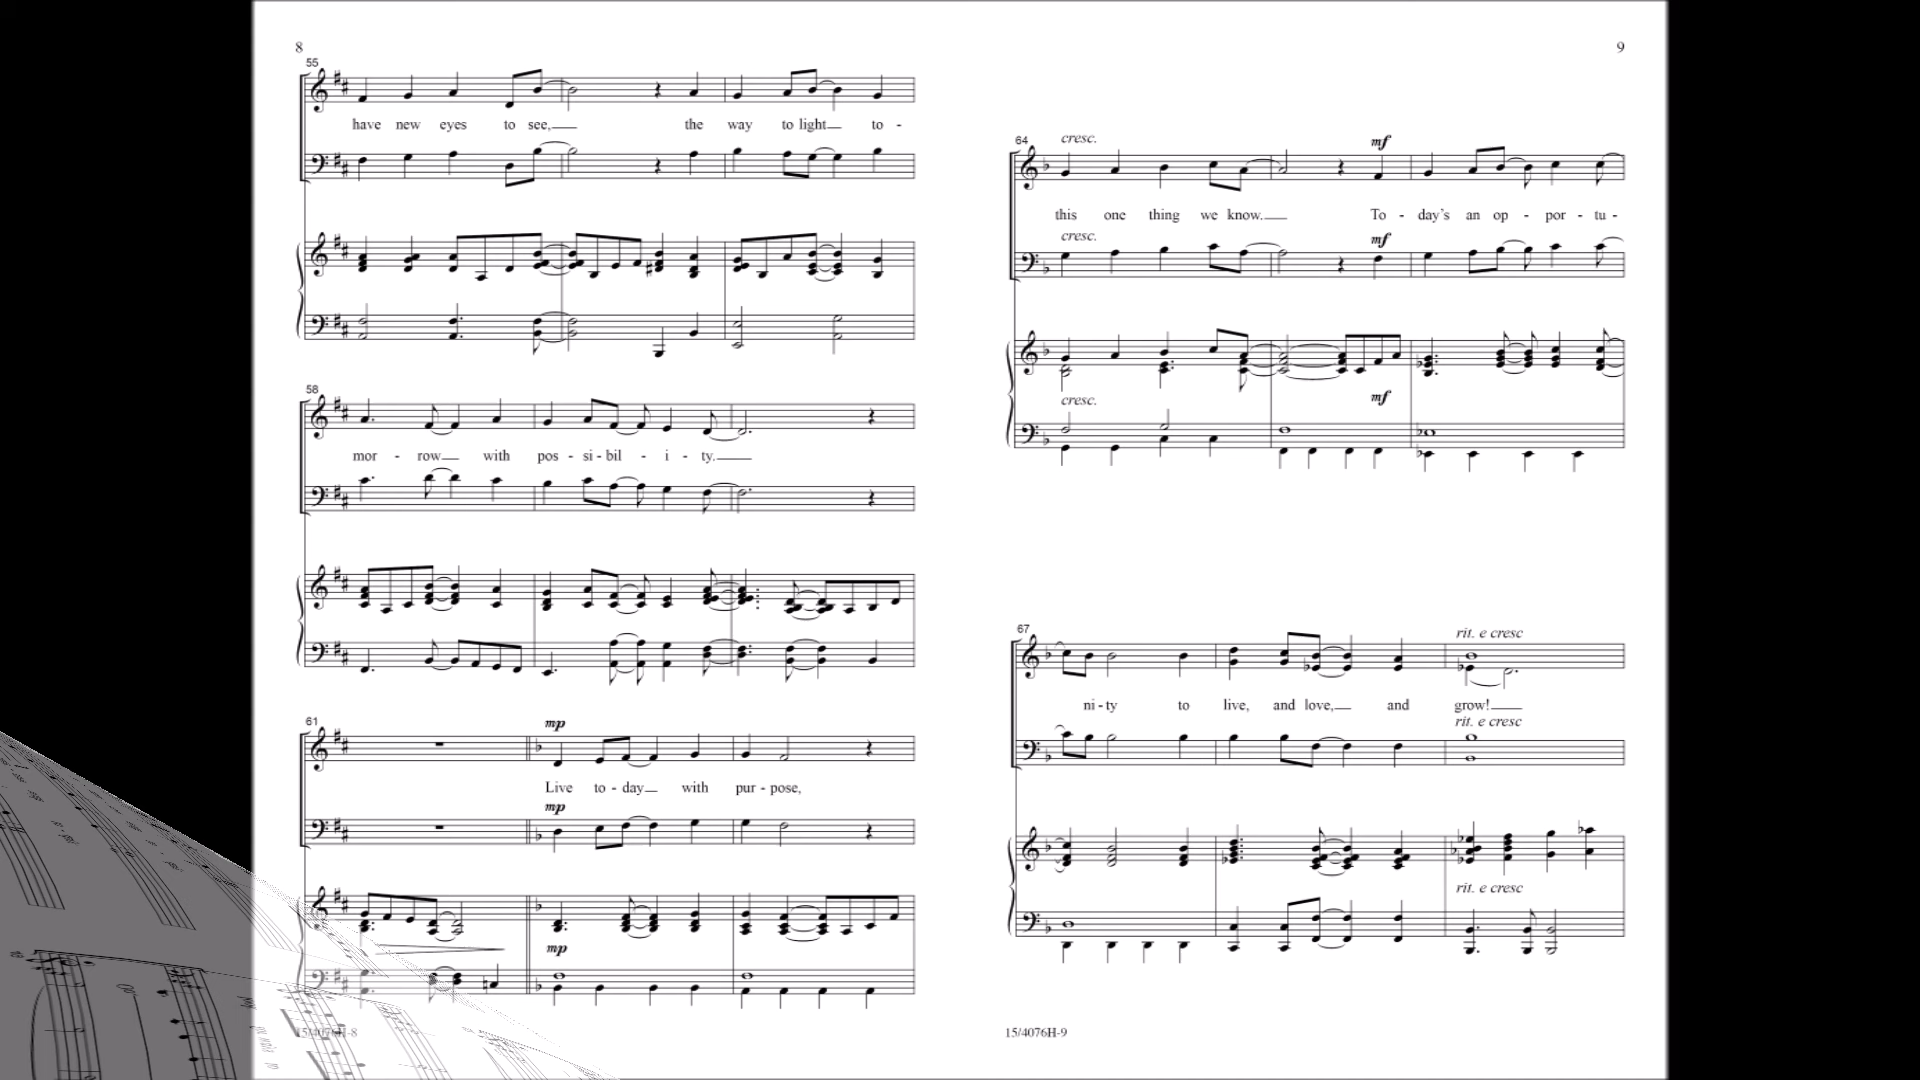 8
55
have new eyes to see, the way to light to -
58
mor - row with pos - si - bil - i - ty.
61
mp
Live to - day with pur - pose,
mp
mp
15/4076H-8
9
64
cresc. mf
this one thing we know. To - day's an op - por - tu -
cresc. mf
cresc. mf
67
rit. e cresc
ni - ty to live, and love, and grow!
rit. e cresc
rit. e cresc
15/4076H-9